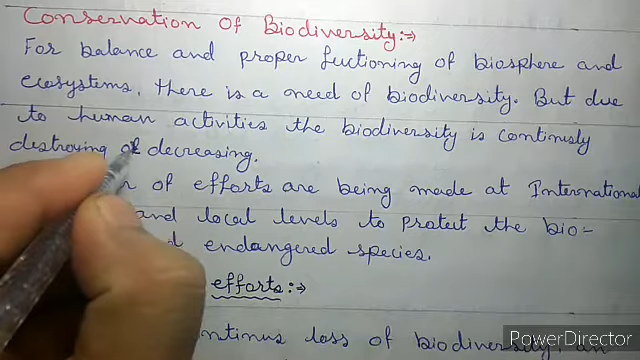 Conservation Of Biodiversity:→
For balance and proper fuctioning of biosphere and
ecosystems, there is a need of biodiversity. But due
to human activities the biodiversity is continusly
destroying or decreasing.
of efforts are being made at International
and local levels to protect the bio-
endangered species.
efforts:→
loss of biodiversity, an
PowerDirector